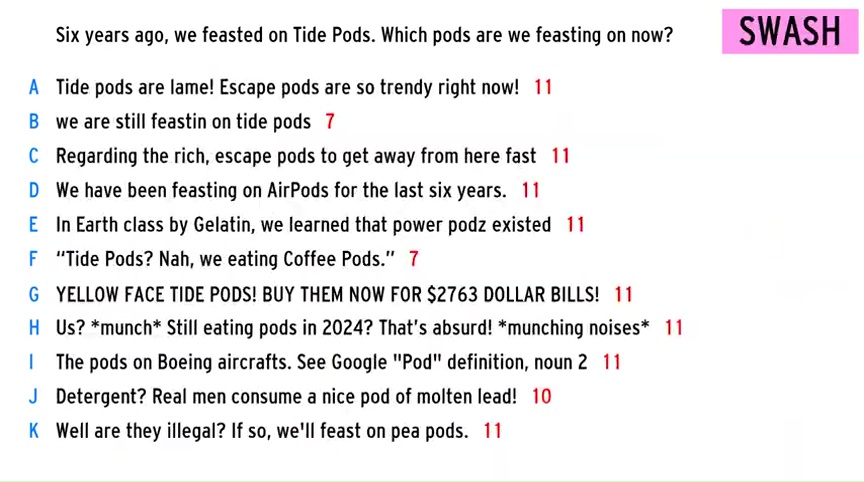 Six years ago, we feasted on Tide Pods. Which pods are we feasting on now?
SWASH
A Tide pods are lame! Escape pods are so trendy right now! 11
B we are still feastin on tide pods 7
C Regarding the rich, escape pods to get away from here fast 11
D We have been feasting on AirPods for the last six years. 11
E In Earth class by Gelatin, we learned that power podz existed 11
F “Tide Pods? Nah, we eating Coffee Pods.” 7
G YELLOW FACE TIDE PODS! BUY THEM NOW FOR $2763 DOLLAR BILLS! 11
H Us? *munch* Still eating pods in 2024? That’s absurd! *munching noises* 11
I The pods on Boeing aircrafts. See Google "Pod" definition, noun 2 11
J Detergent? Real men consume a nice pod of molten lead! 10
K Well are they illegal? If so, we'll feast on pea pods. 11